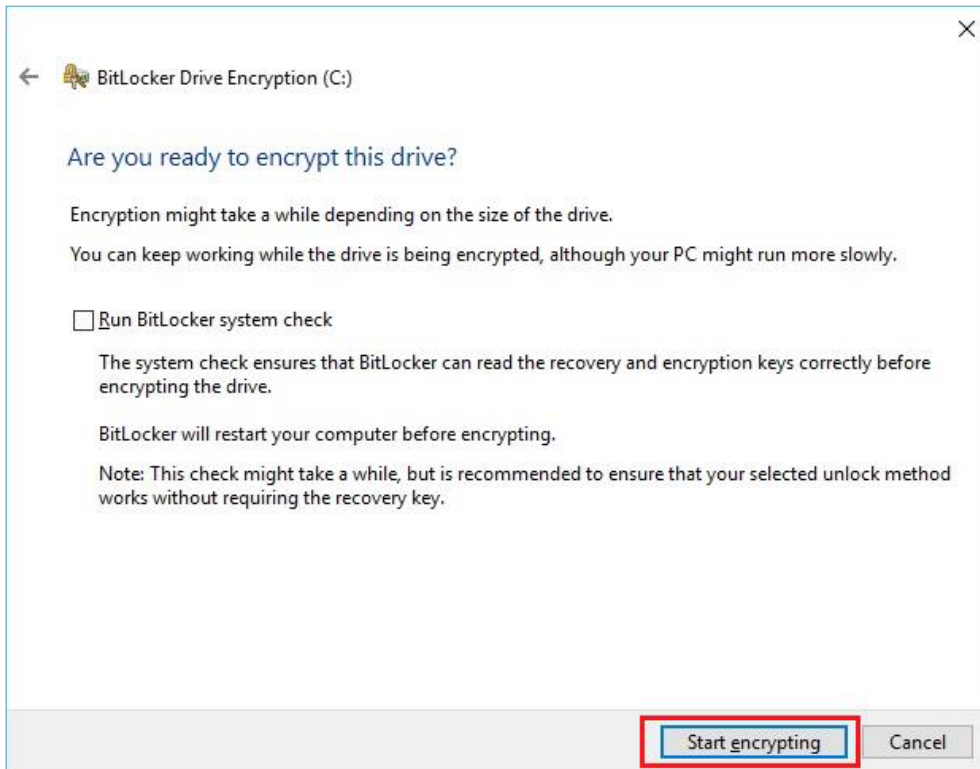 BitLocker Drive Encryption (C:)
Are you ready to encrypt this drive?
Encryption might take a while depending on the size of the drive.
You can keep working while the drive is being encrypted, although your PC might run more slowly.
Run BitLocker system check
The system check ensures that BitLocker can read the recovery and encryption keys correctly before
encrypting the drive.
BitLocker will restart your computer before encrypting.
Note: This check might take a while, but is recommended to ensure that your selected unlock method
works without requiring the recovery key.
Start encrypting
Cancel